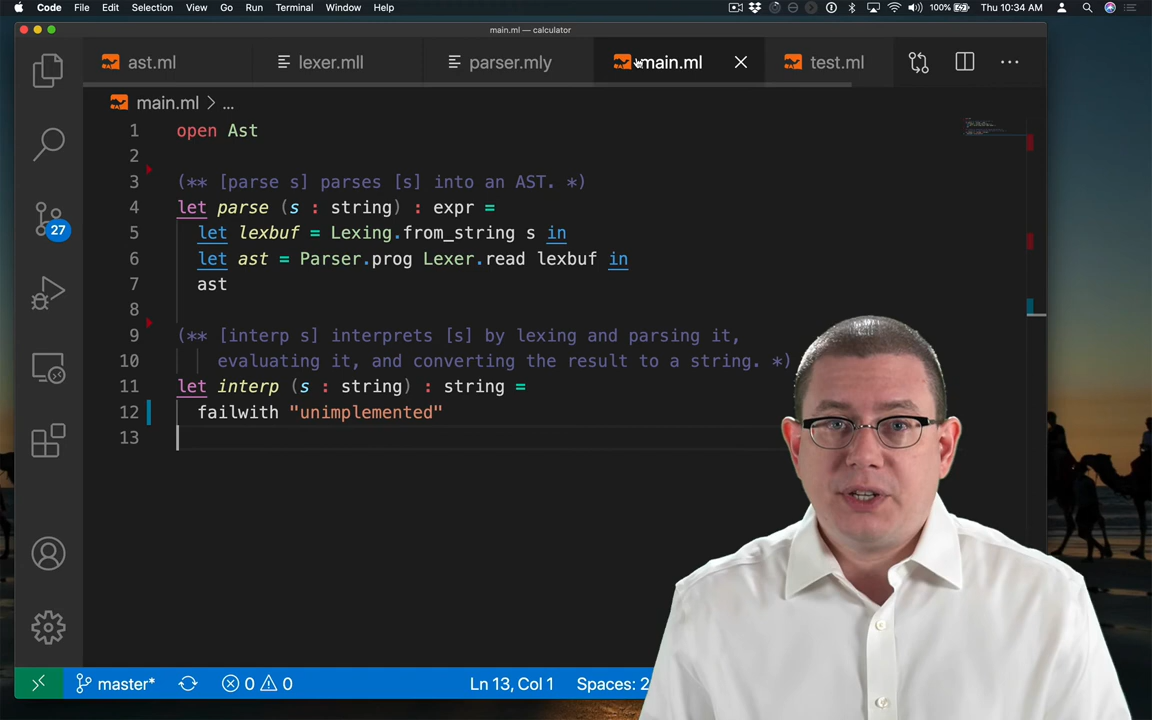 Code File Edit Selection View Go Run Terminal Window Help 100% Thu 10:34 AM
main.ml — calculator
ast.ml lexer.mll parser.mly main.ml test.ml
main.ml > ...
1 open Ast
2
3 (** [parse s] parses [s] into an AST. *)
4 let parse (s : string) : expr =
5 let lexbuf = Lexing.from_string s in
6 let ast = Parser.prog Lexer.read lexbuf in
7 ast
8
9 (** [interp s] interprets [s] by lexing and parsing it,
10 evaluating it, and converting the result to a string. *)
11 let interp (s : string) : string =
12 failwith "unimplemented"
13
27
master* 0 0 Ln 13, Col 1 Spaces: